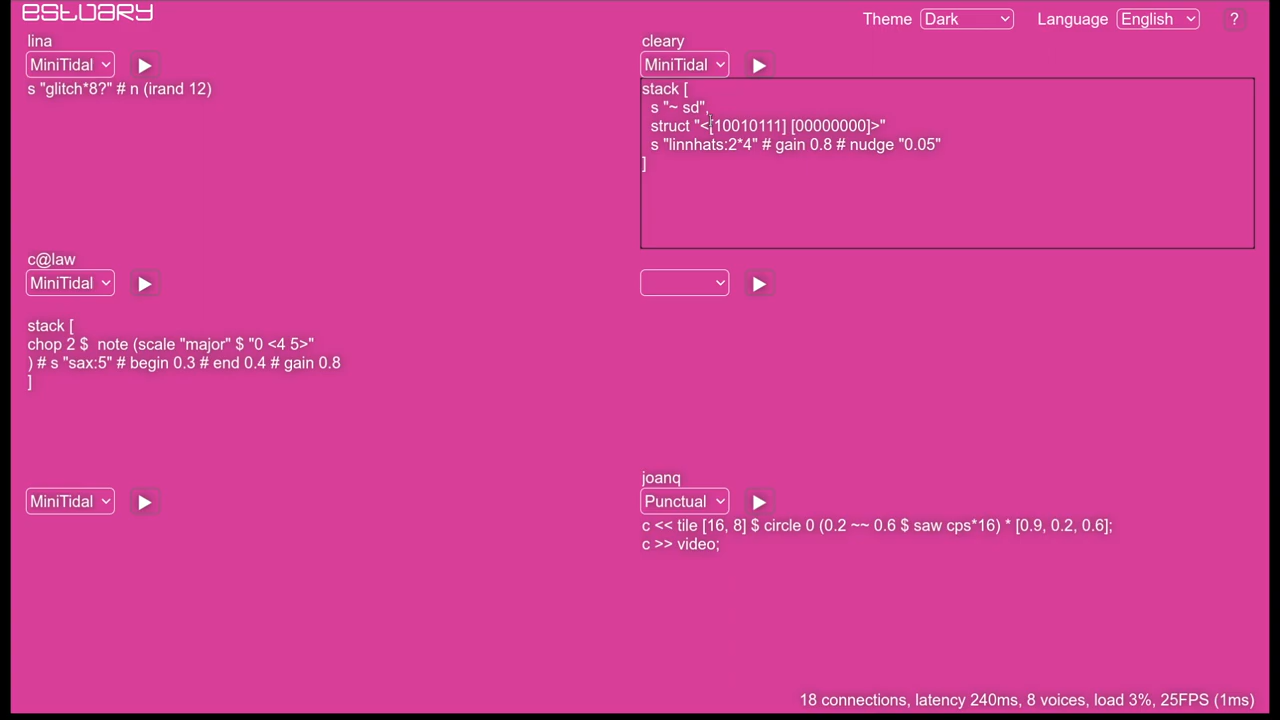 estuary
Theme Dark Language English ?
lina
MiniTidal
s "glitch*8?" # n (irand 12)
cleary
MiniTidal
stack [
s "~ sd",
struct "<[10010111] [00000000]>"
s "linnhats:2*4" # gain 0.8 # nudge "0.05"
]
c@law
MiniTidal
stack [
chop 2 $  note (scale "major" $ "0 <4 5>"
) # s "sax:5" # begin 0.3 # end 0.4 # gain 0.8
]
MiniTidal
joanq
Punctual
c << tile [16, 8] $ circle 0 (0.2 ~~ 0.6 $ saw cps*16) * [0.9, 0.2, 0.6];
c >> video;
18 connections, latency 240ms, 8 voices, load 3%, 25FPS (1ms)